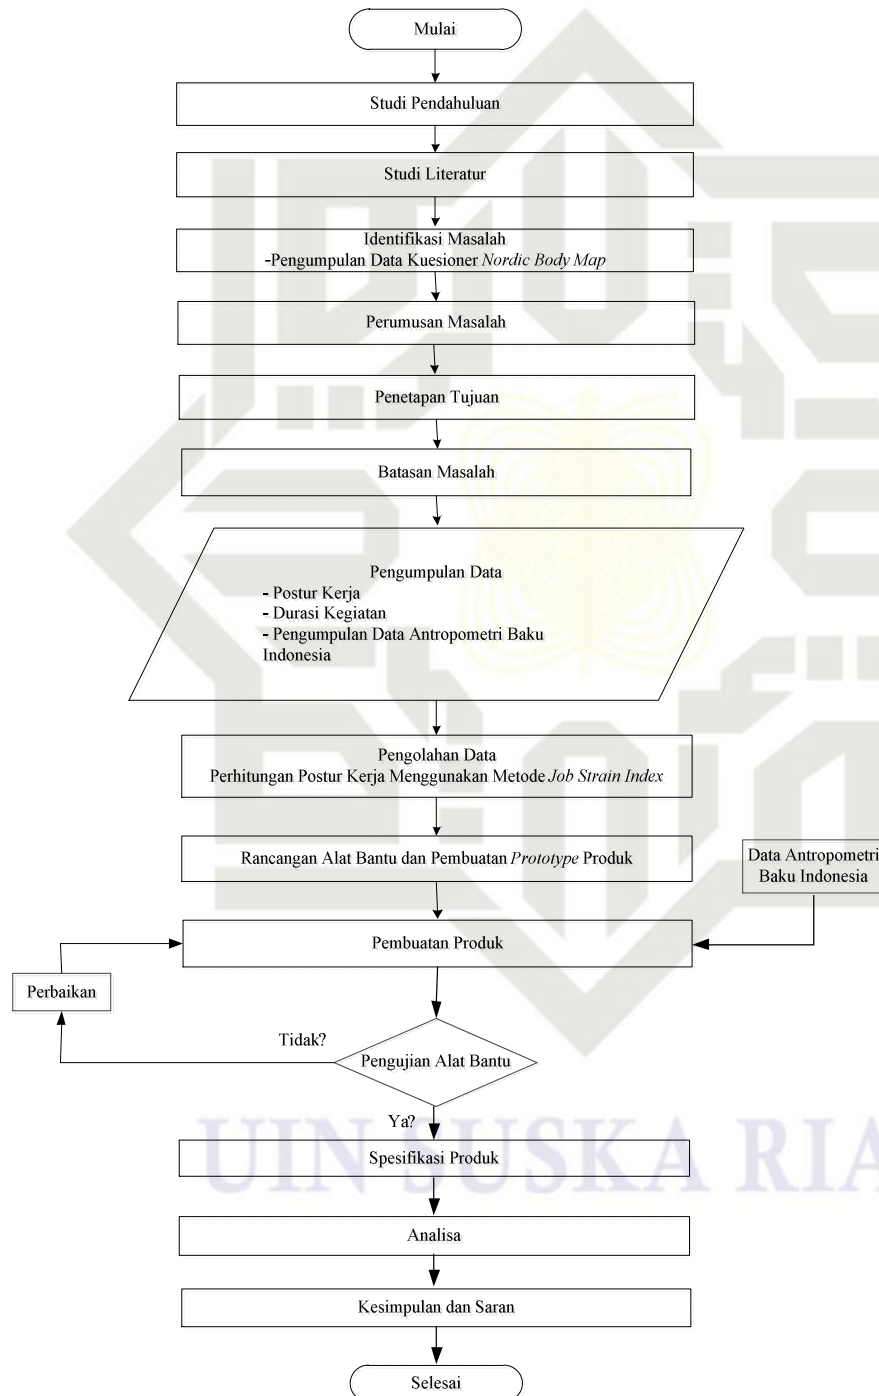 Mulai
Studi Pendahuluan
Studi Literatur
Identifikasi Masalah
-Pengumpulan Data Kuesioner Nordic Body Map
Perumusan Masalah
Penetapan Tujuan
Batasan Masalah
Pengumpulan Data
- Postur Kerja
- Durasi Kegiatan
- Pengumpulan Data Antropometri Baku
Indonesia
Pengolahan Data
Perhitungan Postur Kerja Menggunakan Metode Job Strain Index
Rancangan Alat Bantu dan Pembuatan Prototype Produk
Data Antropometri
Baku Indonesia
Pembuatan Produk
Perbaikan
Tidak?
Pengujian Alat Bantu
Ya?
UIN SUSKA RIA
Spesifikasi Produk
Analisa
Kesimpulan dan Saran
Selesai